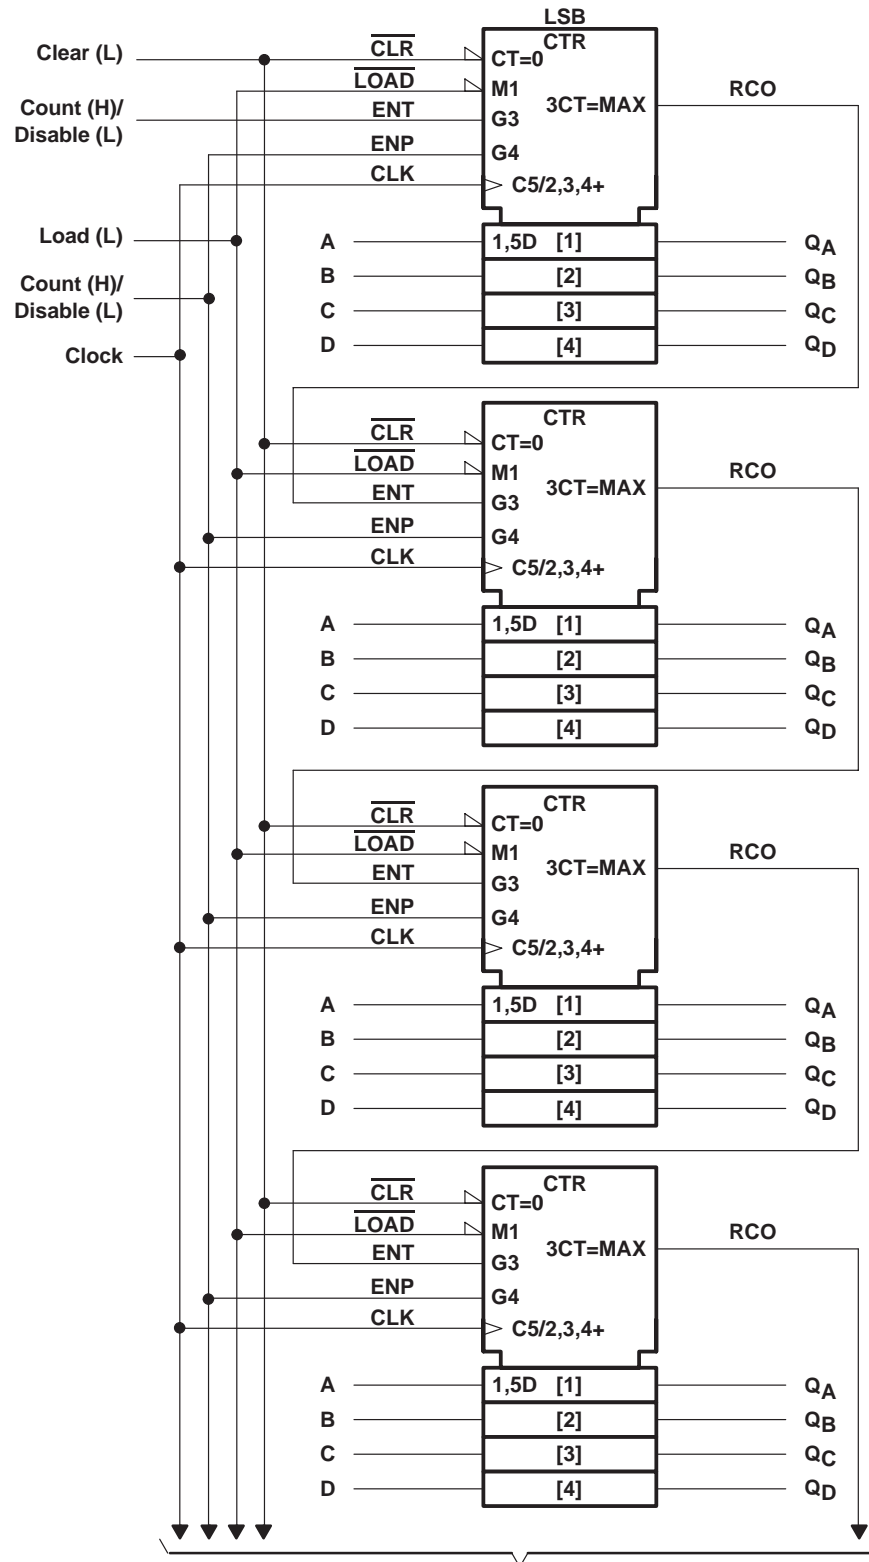 LSB
CTR
Clear (L)
CLR
CT=0
LOAD
M1
3CT=MAX
RCO
Count (H)/
Disable (L)
ENT
G3
ENP
G4
CLK
C5/2,3,4+
Load (L)
A
1,5D [1]
QA
Count (H)/
Disable (L)
B
[2]
QB
C
[3]
QC
Clock
D
[4]
QD
CTR
CLR
CT=0
LOAD
M1
3CT=MAX
RCO
ENT
G3
ENP
G4
CLK
C5/2,3,4+
A
1,5D [1]
QA
B
[2]
QB
C
[3]
QC
D
[4]
QD
CTR
CLR
CT=0
LOAD
M1
3CT=MAX
RCO
ENT
G3
ENP
G4
CLK
C5/2,3,4+
A
1,5D [1]
QA
B
[2]
QB
C
[3]
QC
D
[4]
QD
CTR
CLR
CT=0
LOAD
M1
3CT=MAX
RCO
ENT
G3
ENP
G4
CLK
C5/2,3,4+
A
1,5D [1]
QA
B
[2]
QB
C
[3]
QC
D
[4]
QD